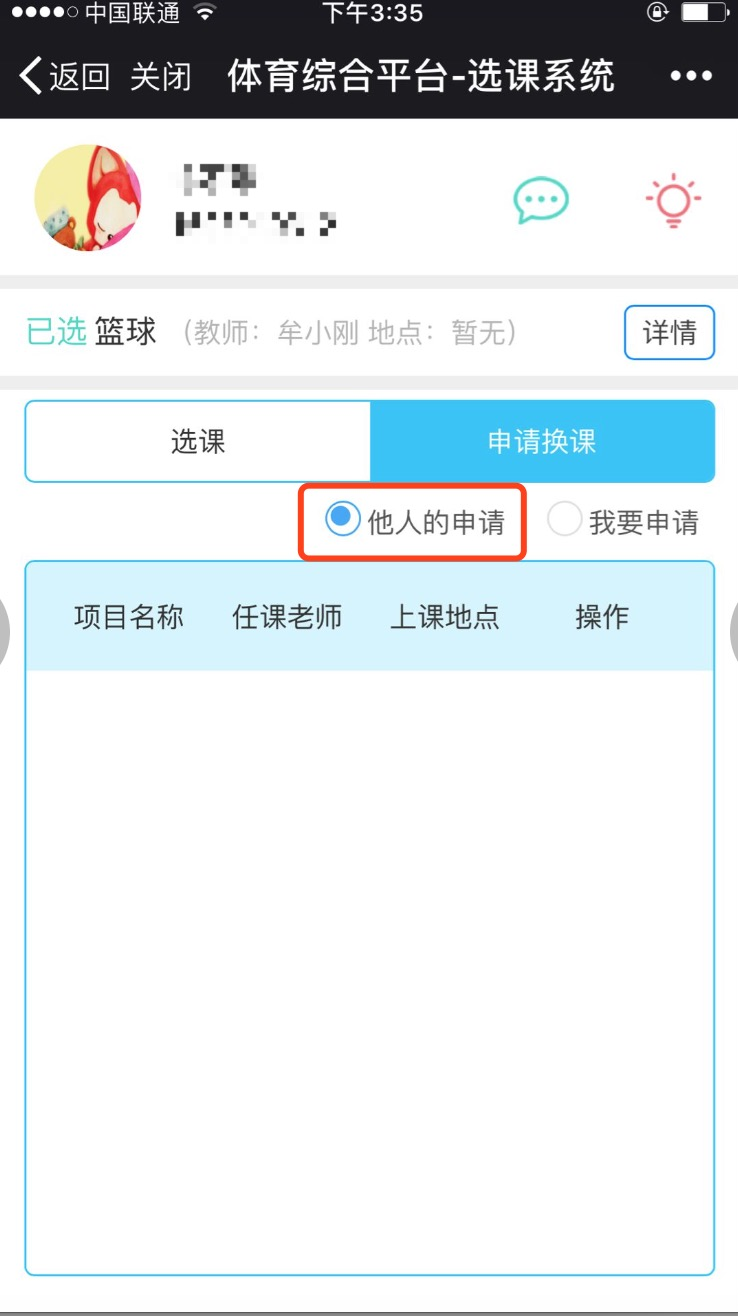 中国联通 下午3:35
返回 关闭 体育综合平台-选课系统
已选 篮球 (教师：牟小刚 地点：暂无) 详情
选课 申请换课
他人的申请 我要申请
项目名称 任课老师 上课地点 操作